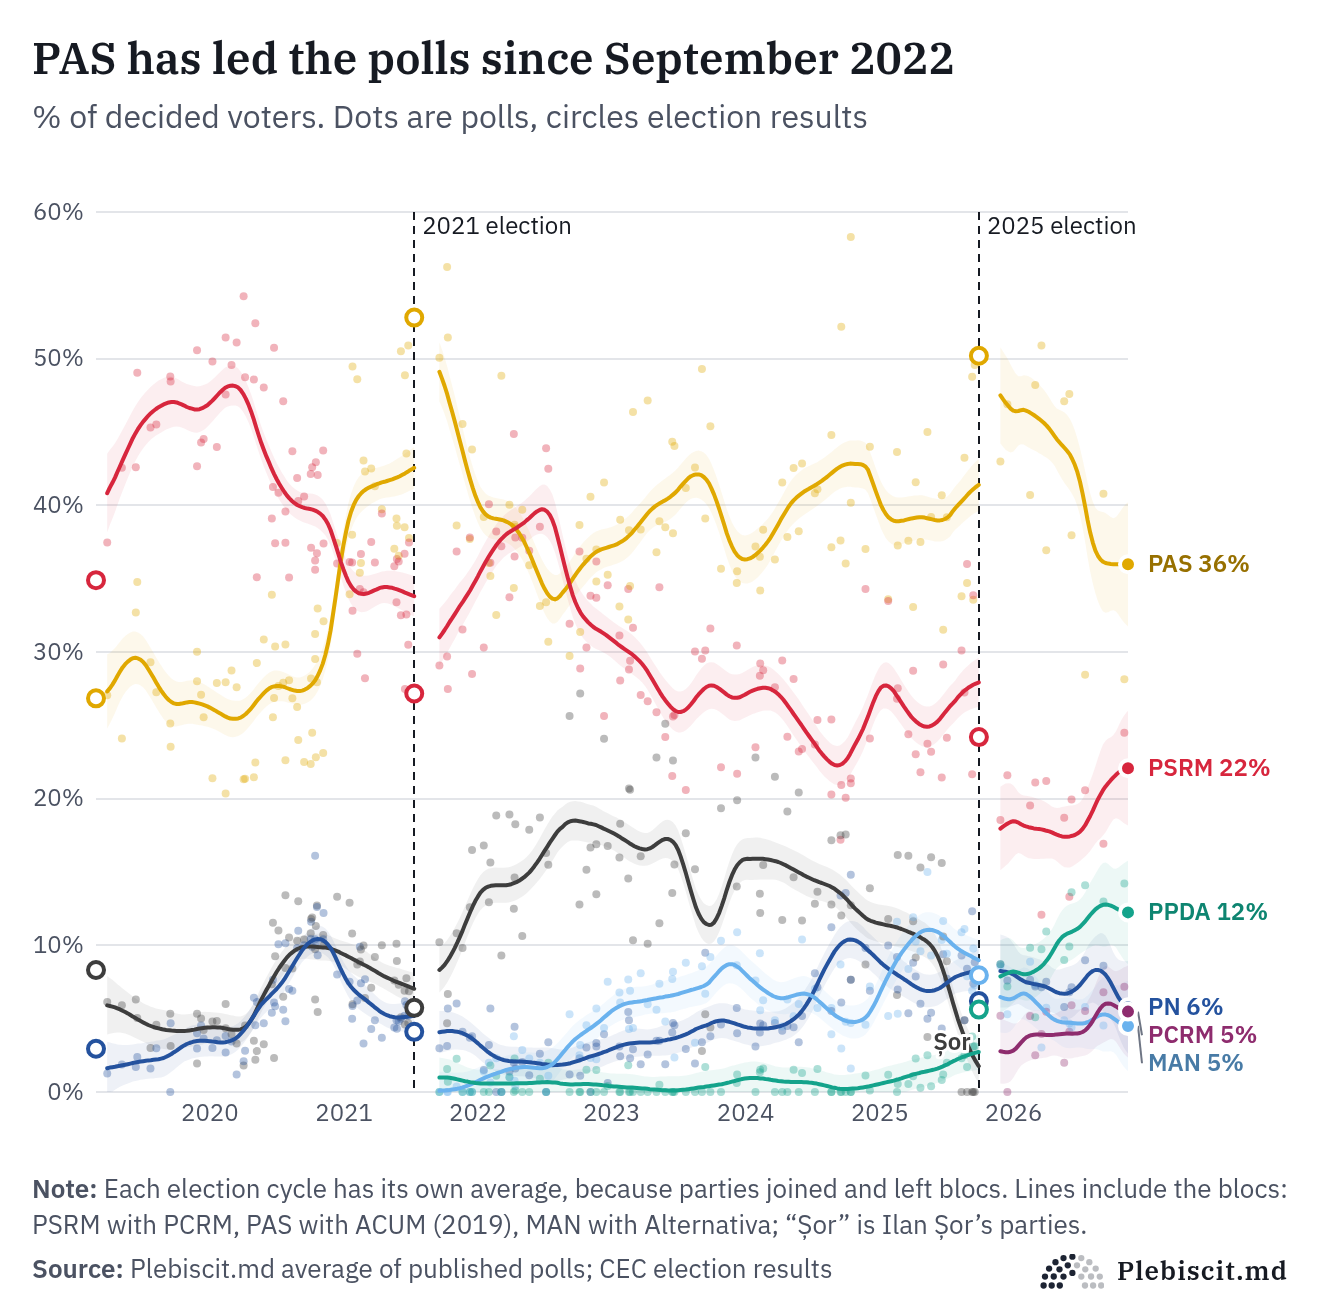 PAS has led the polls since September 2022
% of decided voters. Dots are polls, circles election results
60%
2021 election
2025 election
50%
40%
PAS 36%
30%
PSRM 22%
20%
PPDA 12%
10%
PN 6%
PCRM 5%
Șor
MAN 5%
0%
2020
2021
2022
2023
2024
2025
2026
Note: Each election cycle has its own average, because parties joined and left blocs. Lines include the blocs:
PSRM with PCRM, PAS with ACUM (2019), MAN with Alternativa; “Șor” is Ilan Șor’s parties.
Source: Plebiscit.md average of published polls; CEC election results
Plebiscit.md